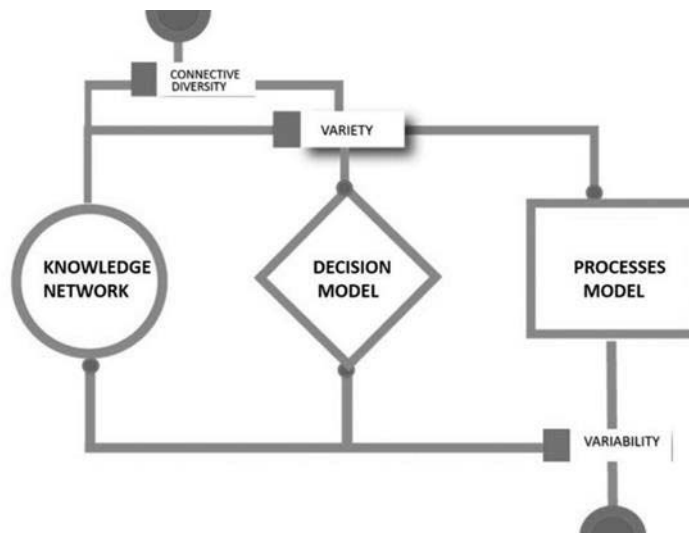 CONNECTIVE
DIVERSITY
VARIETY
KNOWLEDGE
NETWORK
DECISION
MODEL
PROCESSES
MODEL
VARIABILITY